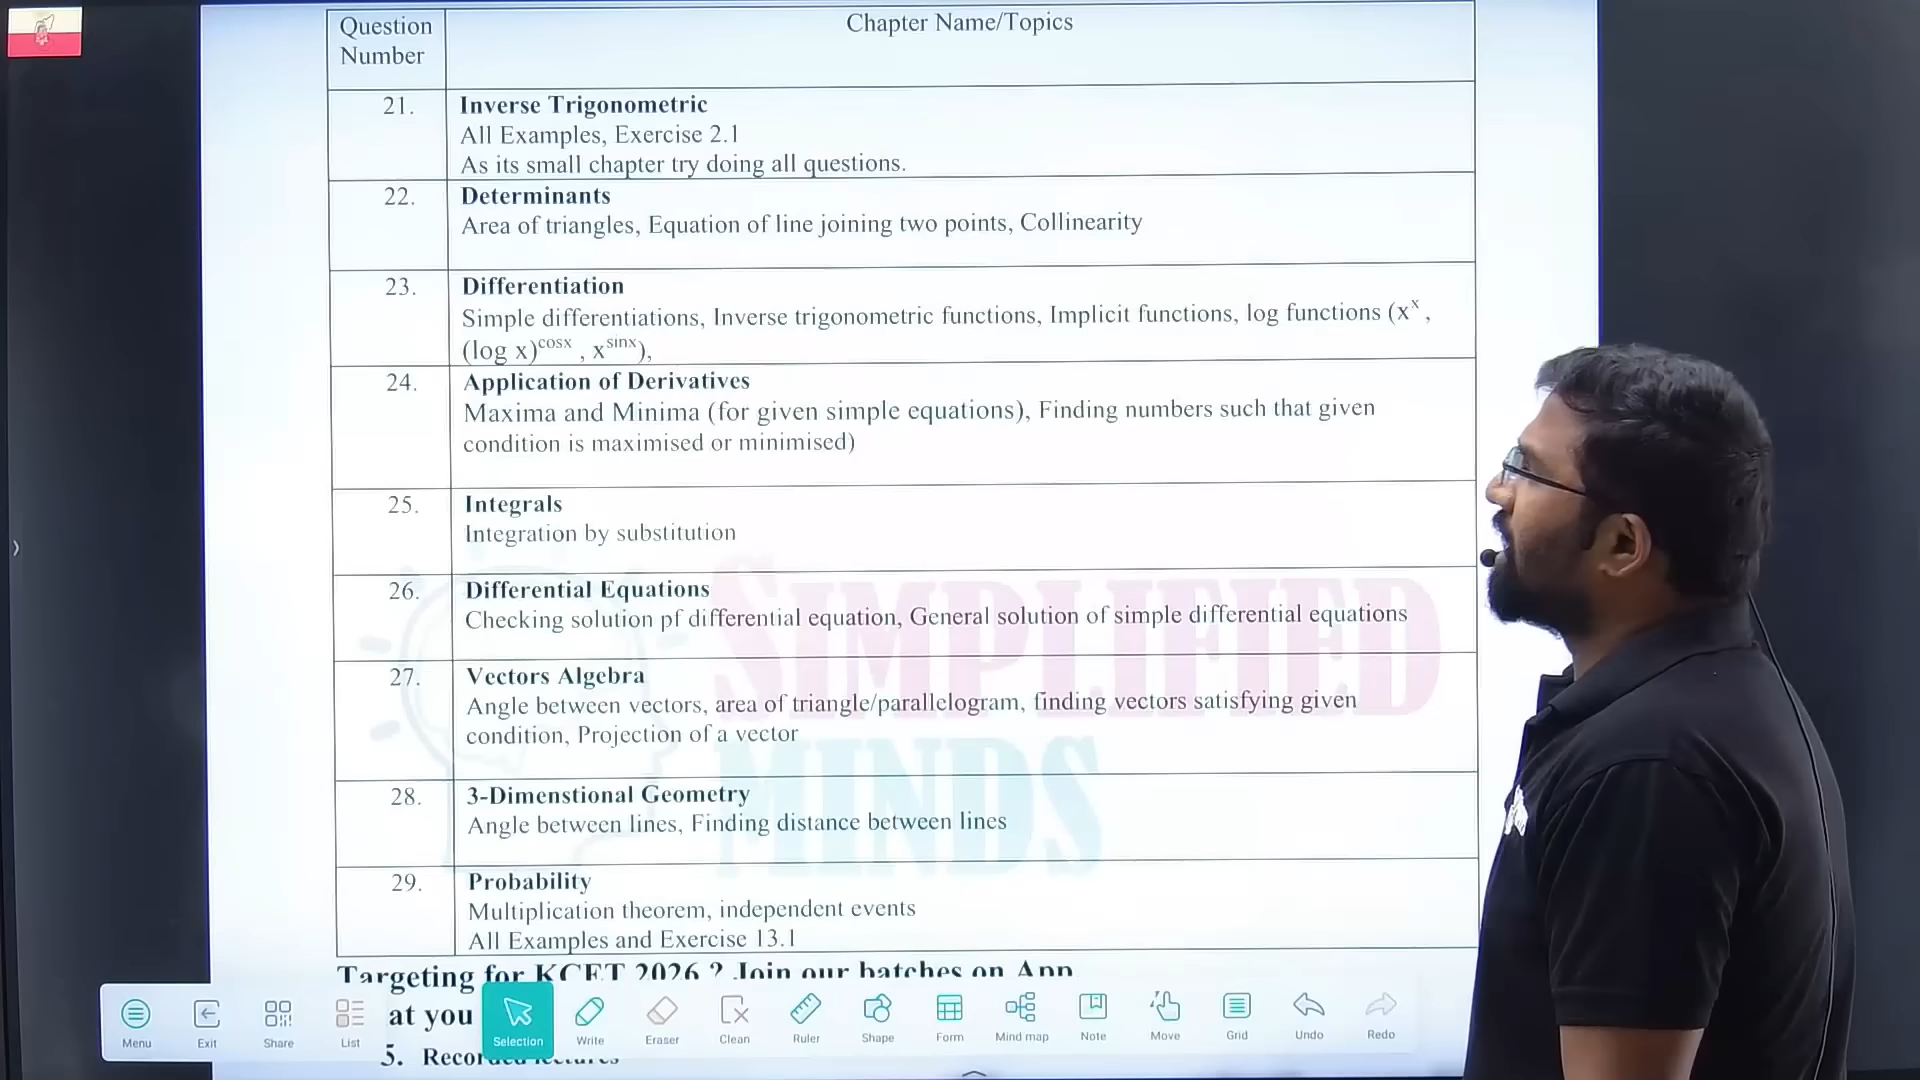 Question
Number
Chapter Name/Topics
21.
Inverse Trigonometric
All Examples, Exercise 2.1
As its small chapter try doing all questions.
22.
Determinants
Area of triangles, Equation of line joining two points, Collinearity
23.
Differentiation
Simple differentiations, Inverse trigonometric functions, Implicit functions, log functions (x^x ,
(log x)^cosx , x^sinx),
24.
Application of Derivatives
Maxima and Minima (for given simple equations), Finding numbers such that given
condition is maximised or minimised)
25.
Integrals
Integration by substitution
26.
Differential Equations
Checking solution pf differential equation, General solution of simple differential equations
27.
Vectors Algebra
Angle between vectors, area of triangle/parallelogram, finding vectors satisfying given
condition, Projection of a vector
28.
3-Dimenstional Geometry
Angle between lines, Finding distance between lines
29.
Probability
Multiplication theorem, independent events
All Examples and Exercise 13.1
SIMPLIFIED
MINDS
Targeting for KCET 2026 ? Join our batches on App
at you
5. Recorded lectures
Menu
Exit
Share
List
Selection
Write
Eraser
Clean
Ruler
Shape
Form
Mind map
Note
Move
Grid
Undo
Redo